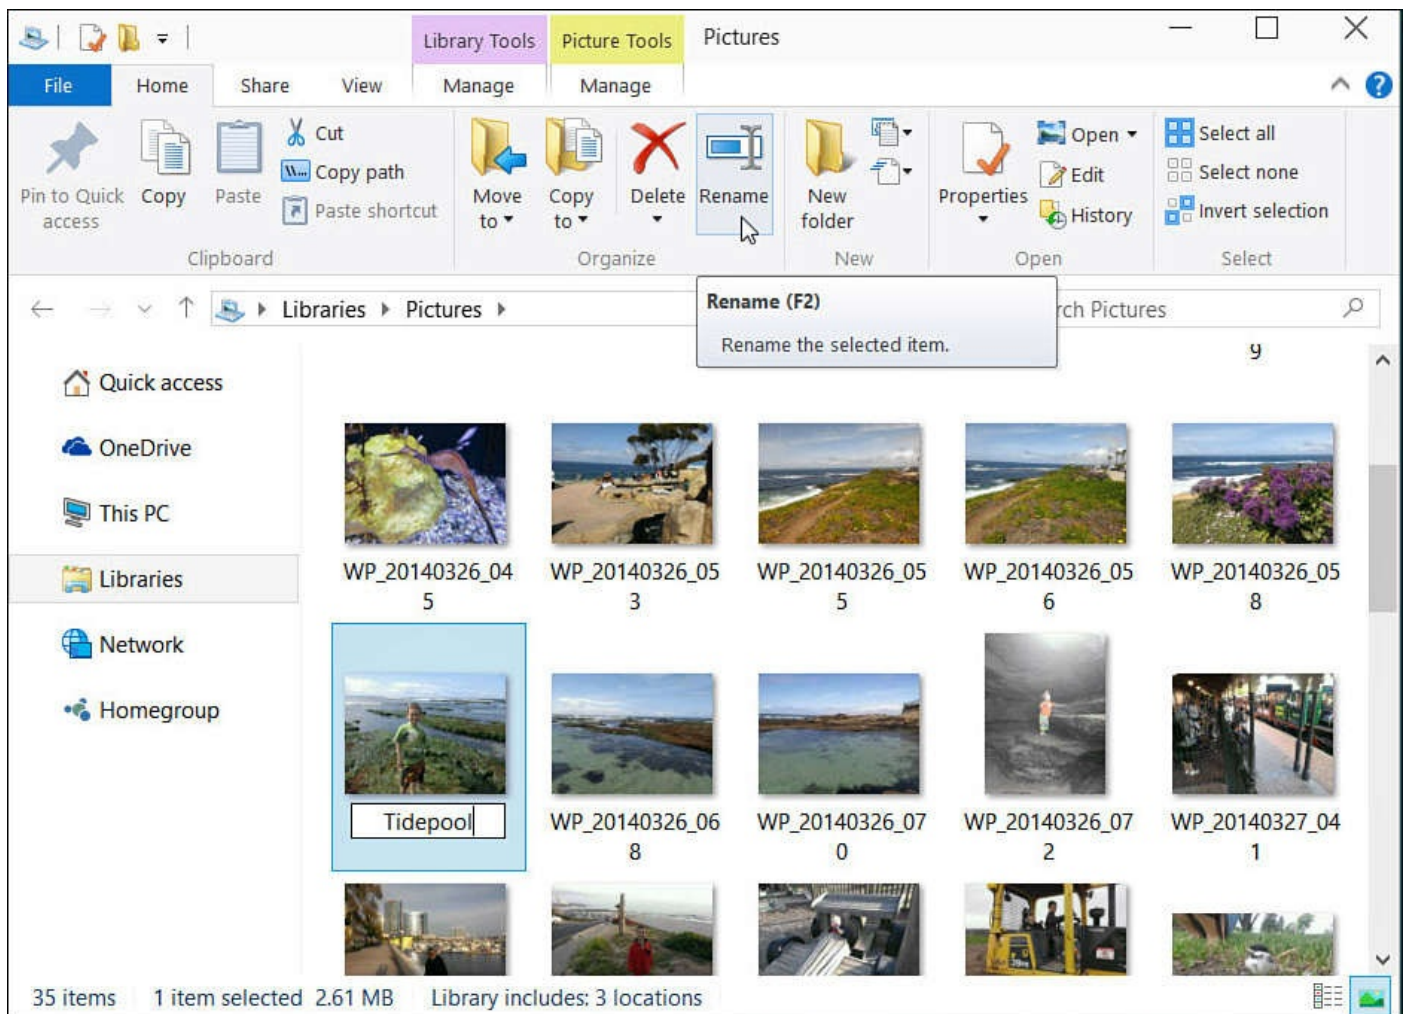 Library Tools
Picture Tools
Pictures
File
Home
Share
View
Manage
Manage
Pin to Quick
access
Copy
Paste
Cut
Copy path
Paste shortcut
Clipboard
Move
to
Copy
to
Delete
Rename
Organize
New
folder
New
Properties
Open
Edit
History
Open
Select all
Select none
Invert selection
Select
Libraries
Pictures
rch Pictures
Rename (F2)
Rename the selected item.
9
Quick access
OneDrive
This PC
Libraries
Network
Homegroup
WP_20140326_04
5
WP_20140326_05
3
WP_20140326_05
5
WP_20140326_05
6
WP_20140326_05
8
Tidepool
WP_20140326_06
8
WP_20140326_07
0
WP_20140326_07
2
WP_20140327_04
1
35 items
1 item selected 2.61 MB
Library includes: 3 locations